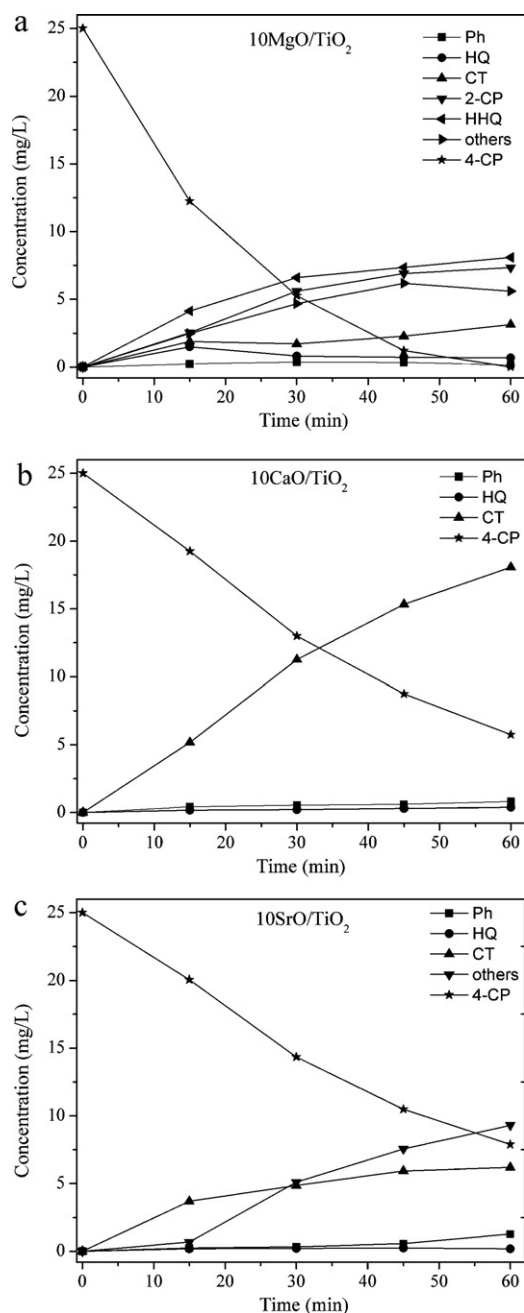 a
10MgO/TiO₂
Ph
HQ
CT
2-CP
HHQ
others
4-CP
Concentration (mg/L)
25
20
15
10
5
0
0 10 20 30 40 50 60
Time (min)
b
10CaO/TiO₂
Ph
HQ
CT
4-CP
Concentration (mg/L)
25
20
15
10
5
0
0 10 20 30 40 50 60
Time (min)
c
10SrO/TiO₂
Ph
HQ
CT
others
4-CP
Concentration (mg/L)
25
20
15
10
5
0
0 10 20 30 40 50 60
Time (min)